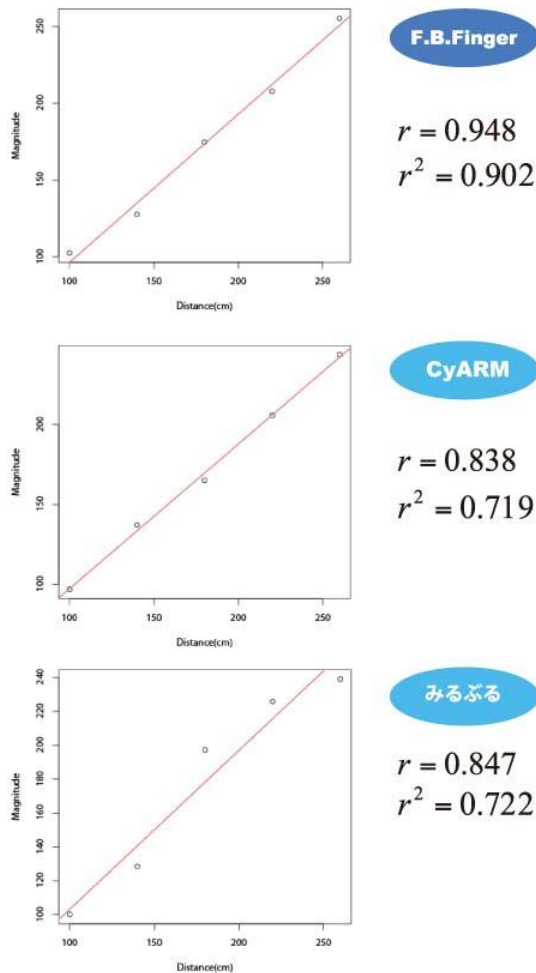 F.B.Finger
r = 0.948
r² = 0.902
Magnitude
250
200
150
100
100 150 200 250
Distance(cm)
CyARM
r = 0.838
r² = 0.719
Magnitude
200
150
100
100 150 200 250
Distance(cm)
みるぶる
r = 0.847
r² = 0.722
Magnitude
240
220
200
180
160
140
120
100
100 150 200 250
Distance(cm)